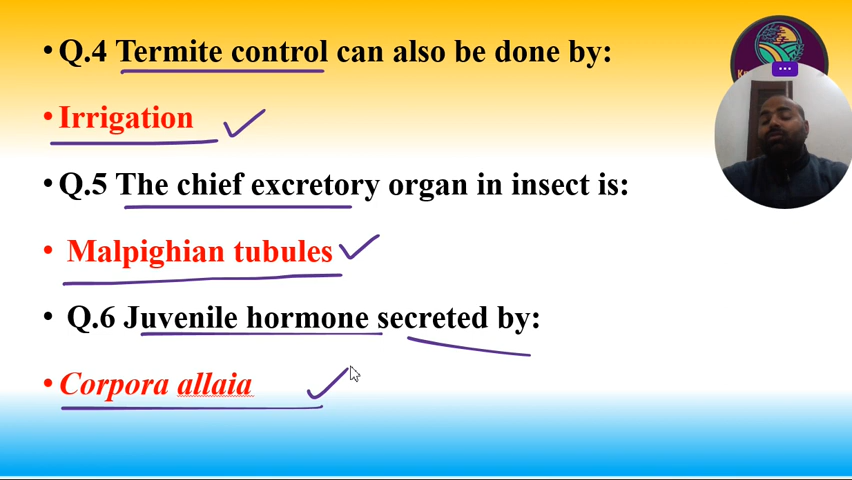 • Q.4 Termite control can also be done by:
• Irrigation
• Q.5 The chief excretory organ in insect is:
• Malpighian tubules
• Q.6 Juvenile hormone secreted by:
• Corpora allaia